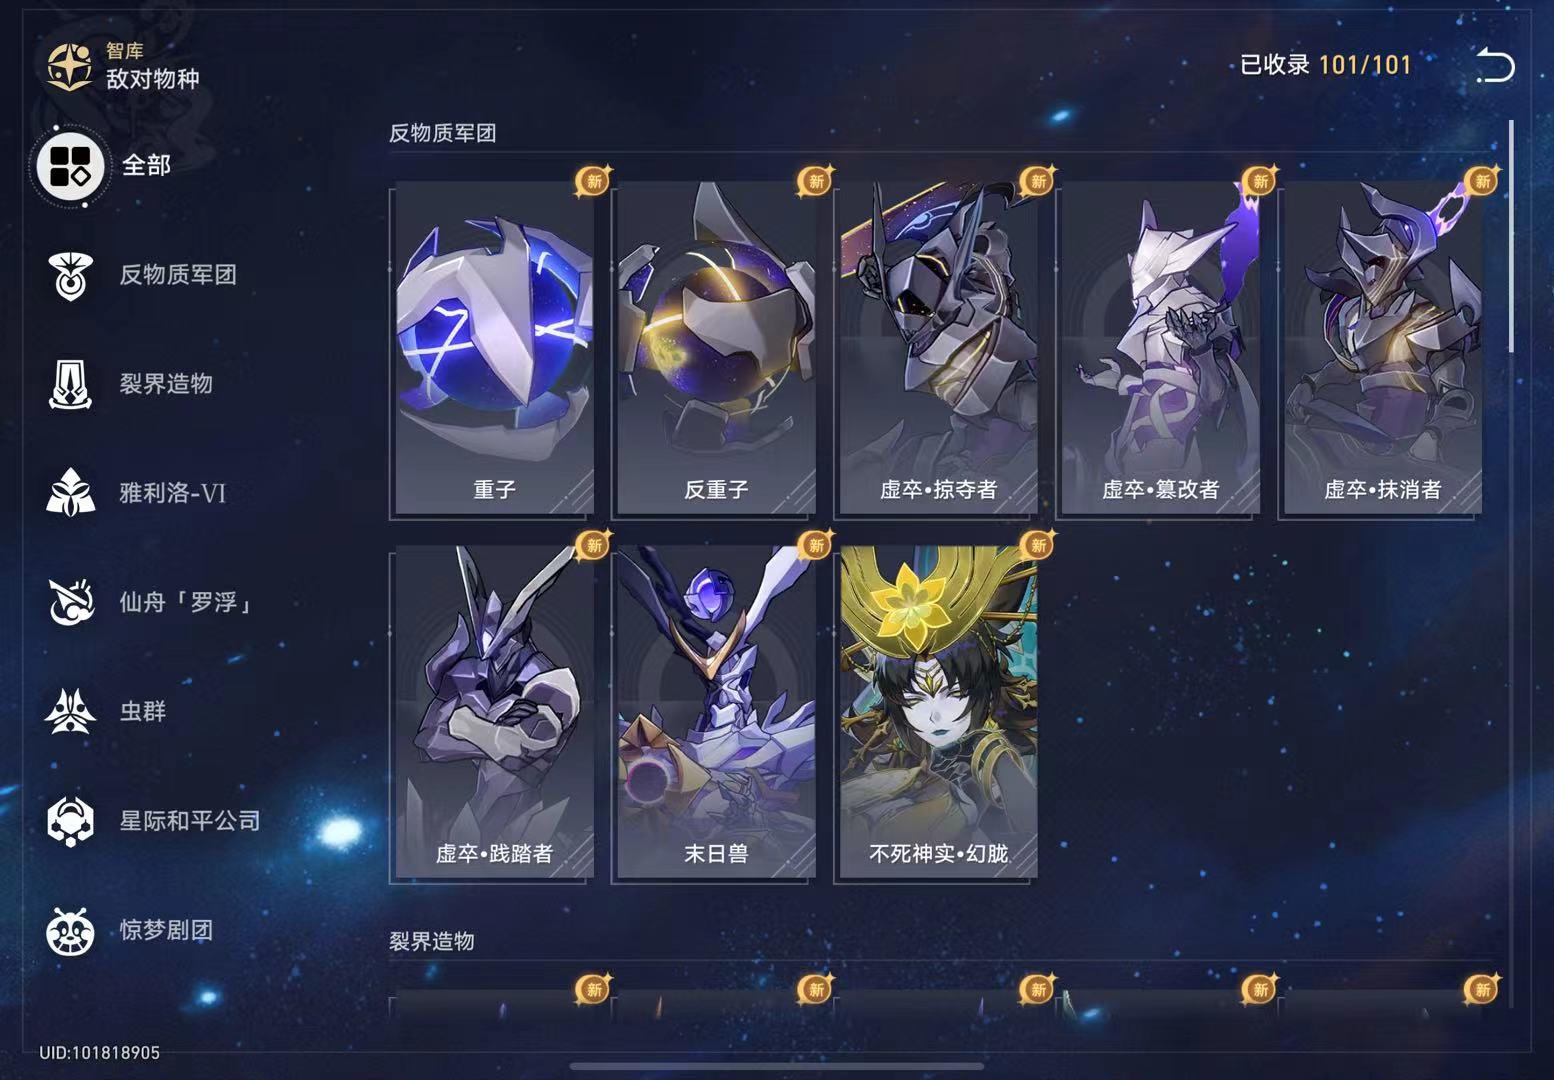 智库
敌对物种
已收录 101/101
全部
反物质军团
裂界造物
雅利洛-VI
仙舟「罗浮」
虫群
星际和平公司
惊梦剧团
反物质军团
新
新
新
新
新
重子
反重子
虚卒•掠夺者
虚卒•篡改者
虚卒•抹消者
新
新
新
虚卒•践踏者
末日兽
不死神实•幻胧
裂界造物
新
新
新
新
新
UID:101818905